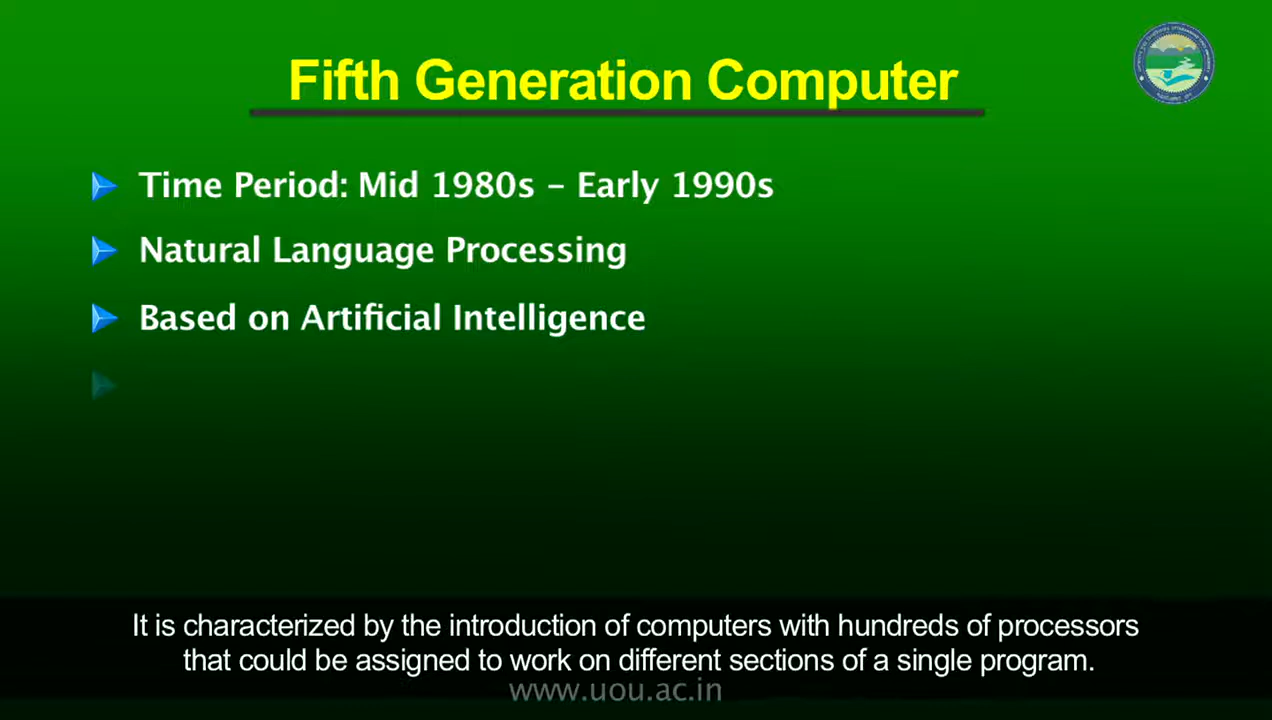 Fifth Generation Computer
Time Period: Mid 1980s – Early 1990s
Natural Language Processing
Based on Artificial Intelligence
It is characterized by the introduction of computers with hundreds of processors
that could be assigned to work on different sections of a single program.
www.uou.ac.in